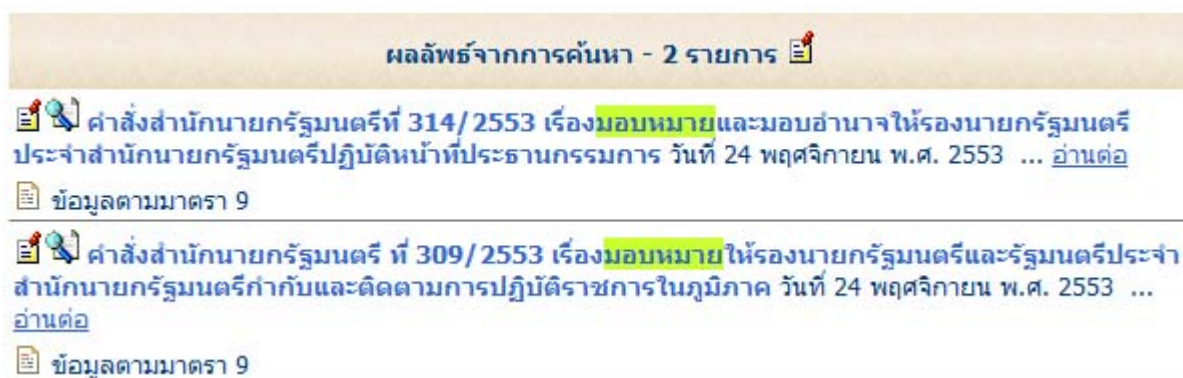 ผลลัพธ์จากการค้นหา - 2 รายการ
คำสั่งสำนักนายกรัฐมนตรีที่ 314/2553 เรื่องมอบหมายและมอบอำนาจให้รองนายกรัฐมนตรี
ประจำสำนักนายกรัฐมนตรีปฏิบัติหน้าที่ประธานกรรมการ วันที่ 24 พฤศจิกายน พ.ศ. 2553 ... อ่านต่อ
ข้อมูลตามมาตรา 9
คำสั่งสำนักนายกรัฐมนตรี ที่ 309/2553 เรื่องมอบหมายให้รองนายกรัฐมนตรีและรัฐมนตรีประจำ
สำนักนายกรัฐมนตรีกำกับและติดตามการปฏิบัติราชการในภูมิภาค วันที่ 24 พฤศจิกายน พ.ศ. 2553 ...
อ่านต่อ
ข้อมูลตามมาตรา 9